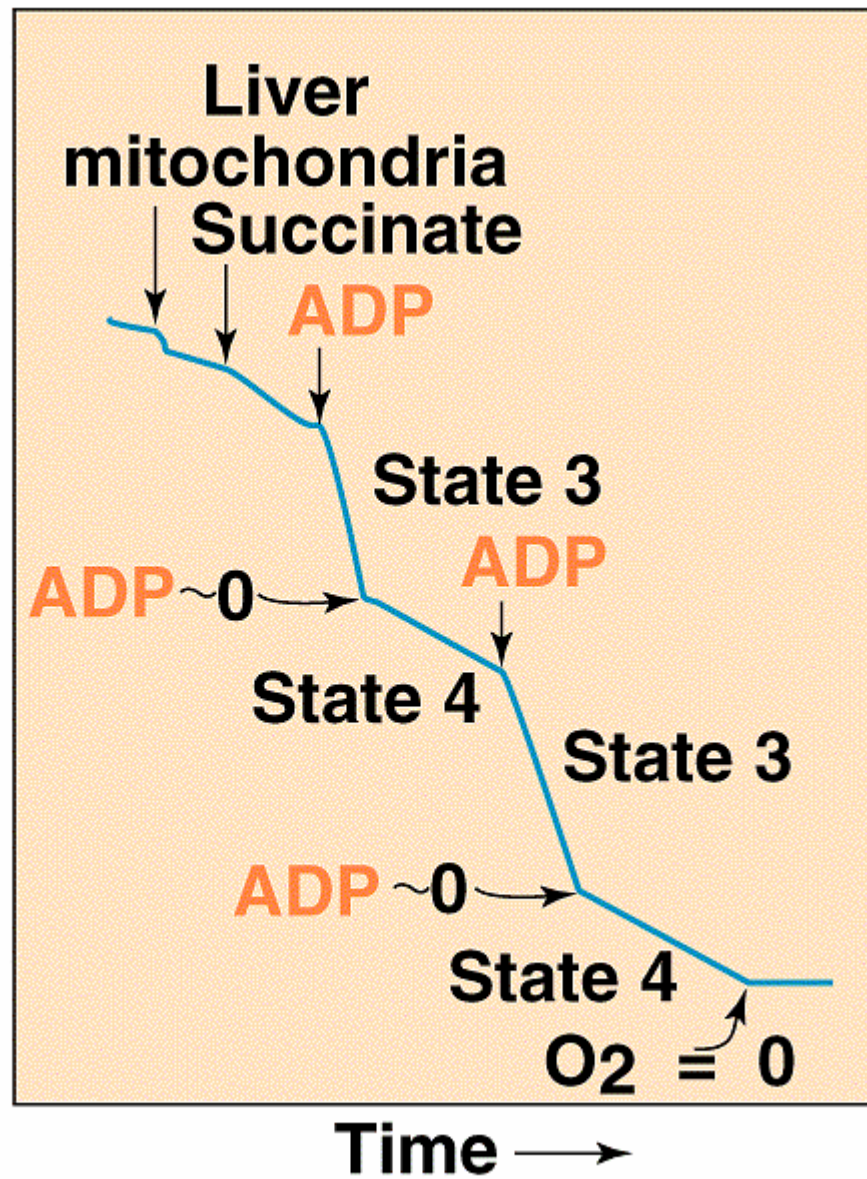 Liver
mitochondria
Succinate
ADP
State 3
ADP
ADP ~0
State 4
State 3
ADP ~0
State 4
O2 ≡ 0
Time